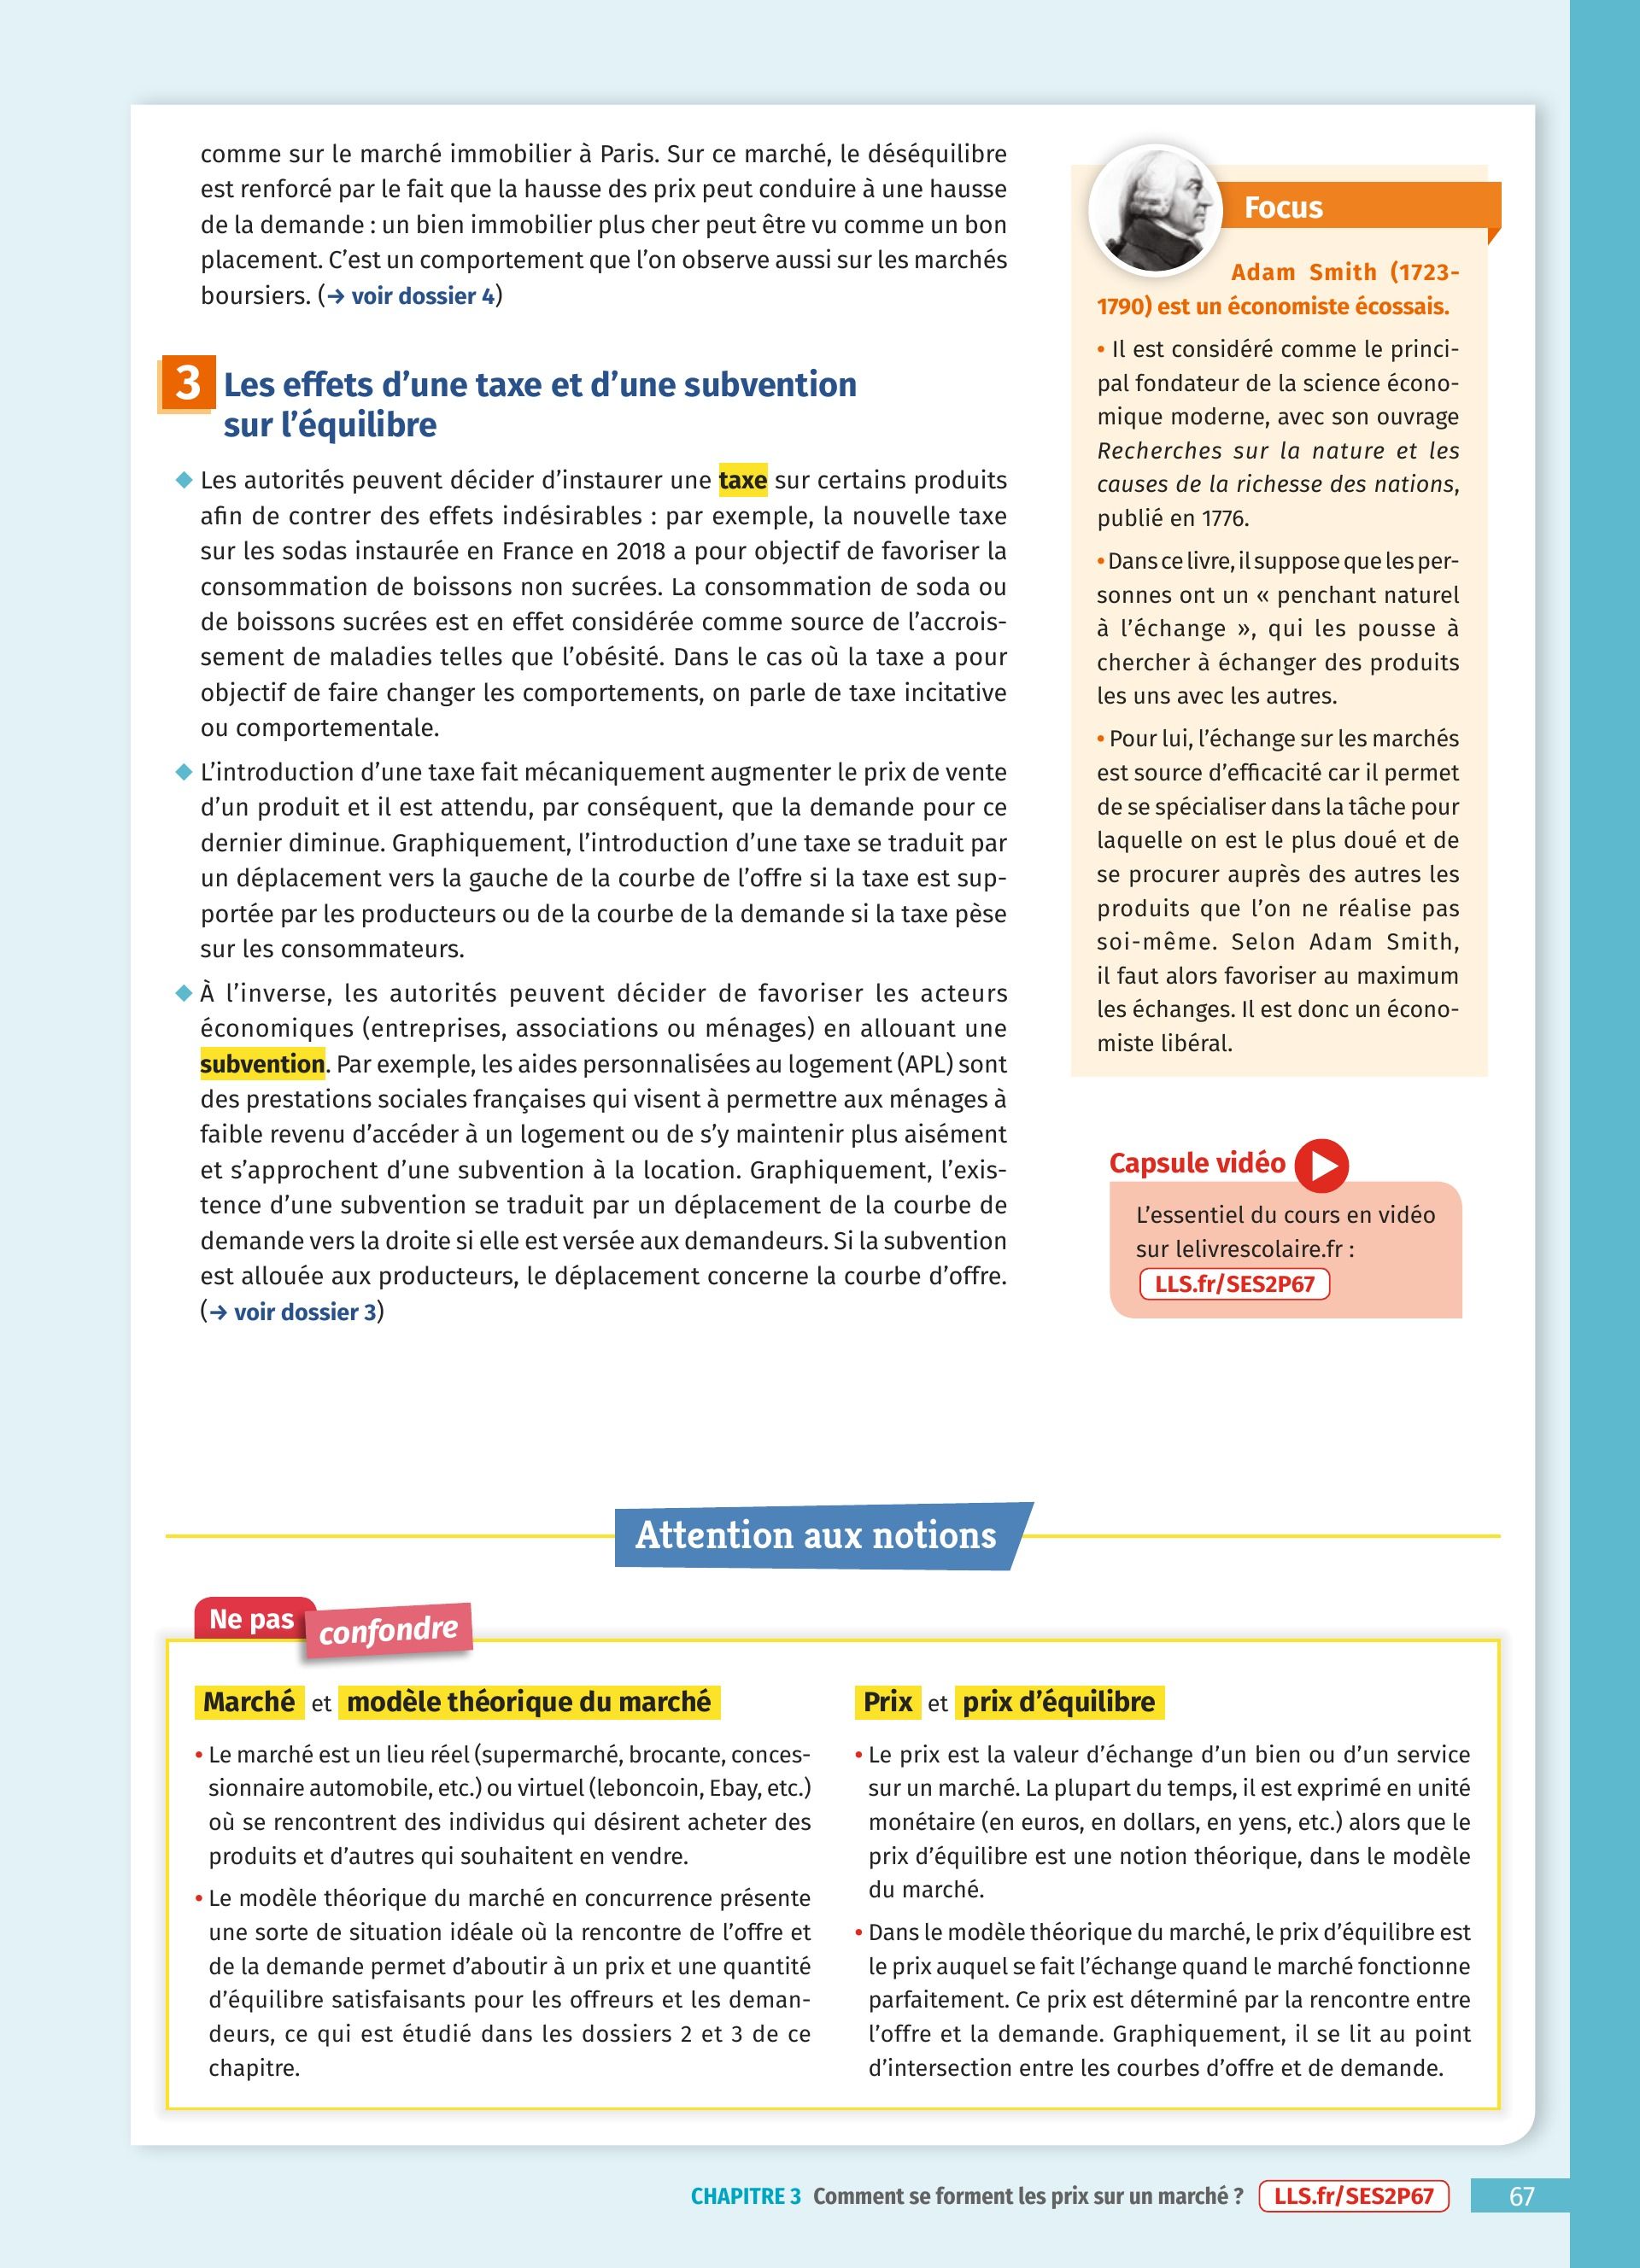 comme sur le marché immobilier à Paris. Sur ce marché, le déséquilibre
est renforcé par le fait que la hausse des prix peut conduire à une hausse
de la demande : un bien immobilier plus cher peut être vu comme un bon
placement. C'est un comportement que l'on observe aussi sur les marchés
boursiers. (→ voir dossier 4)
3 Les effets d'une taxe et d'une subvention
sur l'équilibre
◆ Les autorités peuvent décider d'instaurer une taxe sur certains produits
afin de contrer des effets indésirables : par exemple, la nouvelle taxe
sur les sodas instaurée en France en 2018 a pour objectif de favoriser la
consommation de boissons non sucrées. La consommation de soda ou
de boissons sucrées est en effet considérée comme source de l'accrois-
sement de maladies telles que l'obésité. Dans le cas où la taxe a pour
objectif de faire changer les comportements, on parle de taxe incitative
ou comportementale.
◆ L'introduction d'une taxe fait mécaniquement augmenter le prix de vente
d'un produit et il est attendu, par conséquent, que la demande pour ce
dernier diminue. Graphiquement, l'introduction d'une taxe se traduit par
un déplacement vers la gauche de la courbe de l'offre si la taxe est sup-
portée par les producteurs ou de la courbe de la demande si la taxe pèse
sur les consommateurs.
◆ À l'inverse, les autorités peuvent décider de favoriser les acteurs
économiques (entreprises, associations ou ménages) en allouant une
subvention. Par exemple, les aides personnalisées au logement (APL) sont
des prestations sociales françaises qui visent à permettre aux ménages à
faible revenu d'accéder à un logement ou de s'y maintenir plus aisément
et s'approchent d'une subvention à la location. Graphiquement, l'exis-
tence d'une subvention se traduit par un déplacement de la courbe de
demande vers la droite si elle est versée aux demandeurs. Si la subvention
est allouée aux producteurs, le déplacement concerne la courbe d'offre.
(→ voir dossier 3)
Focus
Adam Smith (1723-
1790) est un économiste écossais.
• Il est considéré comme le princi-
pal fondateur de la science écono-
mique moderne, avec son ouvrage
Recherches sur la nature et les
causes de la richesse des nations,
publié en 1776.
• Dans ce livre, il suppose que les per-
sonnes ont un « penchant naturel
à l'échange », qui les pousse à
chercher à échanger des produits
les uns avec les autres.
• Pour lui, l'échange sur les marchés
est source d'efficacité car il permet
de se spécialiser dans la tâche pour
laquelle on est le plus doué et de
se procurer auprès des autres les
produits que l'on ne réalise pas
soi-même. Selon Adam Smith,
il faut alors favoriser au maximum
les échanges. Il est donc un écono-
miste libéral.
Capsule vidéo
L'essentiel du cours en vidéo
sur lelivrescolaire.fr :
LLS.fr/SES2P67
Attention aux notions
Ne pas confondre
Marché et modèle théorique du marché
• Le marché est un lieu réel (supermarché, brocante, conces-
sionnaire automobile, etc.) ou virtuel (leboncoin, Ebay, etc.)
où se rencontrent des individus qui désirent acheter des
produits et d'autres qui souhaitent en vendre.
• Le modèle théorique du marché en concurrence présente
une sorte de situation idéale où la rencontre de l'offre et
de la demande permet d'aboutir à un prix et une quantité
d'équilibre satisfaisants pour les offreurs et les deman-
deurs, ce qui est étudié dans les dossiers 2 et 3 de ce
chapitre.
Prix et prix d'équilibre
• Le prix est la valeur d'échange d'un bien ou d'un service
sur un marché. La plupart du temps, il est exprimé en unité
monétaire (en euros, en dollars, en yens, etc.) alors que le
prix d'équilibre est une notion théorique, dans le modèle
du marché.
• Dans le modèle théorique du marché, le prix d'équilibre est
le prix auquel se fait l'échange quand le marché fonctionne
parfaitement. Ce prix est déterminé par la rencontre entre
l'offre et la demande. Graphiquement, il se lit au point
d'intersection entre les courbes d'offre et de demande.
CHAPITRE 3 Comment se forment les prix sur un marché ? LLS.fr/SES2P67 67